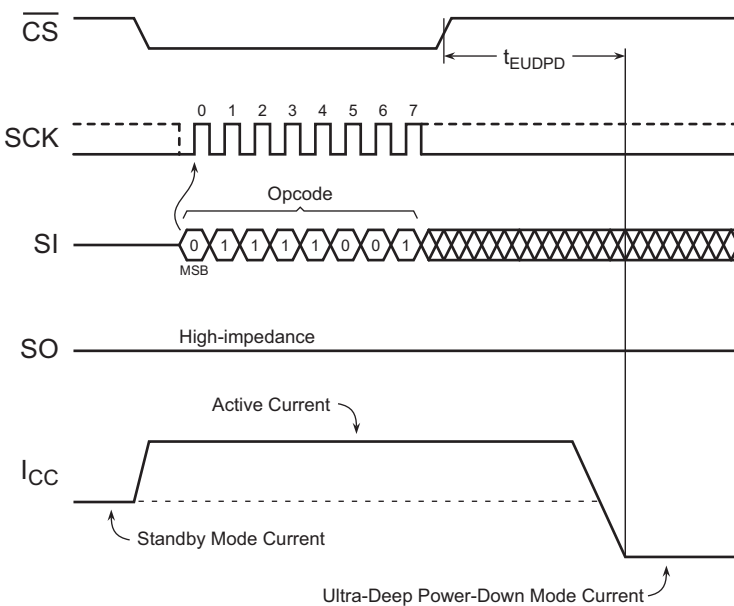 CS
tEUDPD
0 1 2 3 4 5 6 7
SCK
Opcode
SI
0 1 1 1 1 0 0 1
MSB
High-impedance
SO
Active Current
ICC
Standby Mode Current
Ultra-Deep Power-Down Mode Current